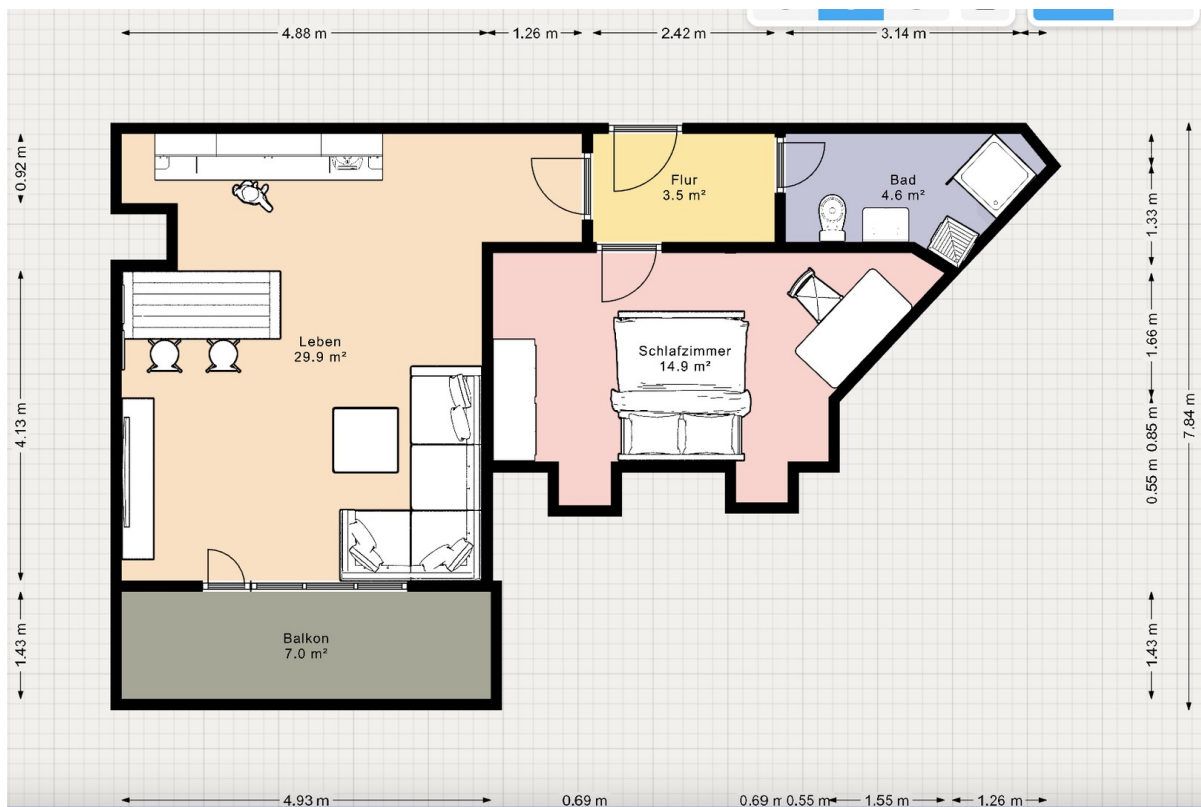 4.88 m
1.26 m
2.42 m
3.14 m
0.92 m
4.13 m
1.43 m
Flur
3.5 m²
Bad
4.6 m²
Leben
29.9 m²
Schlafzimmer
14.9 m²
Balkon
7.0 m²
1.33 m
1.66 m
0.85 m
0.55 m
1.43 m
7.84 m
4.93 m
0.69 m
0.69 m
0.55 m
1.55 m
1.26 m